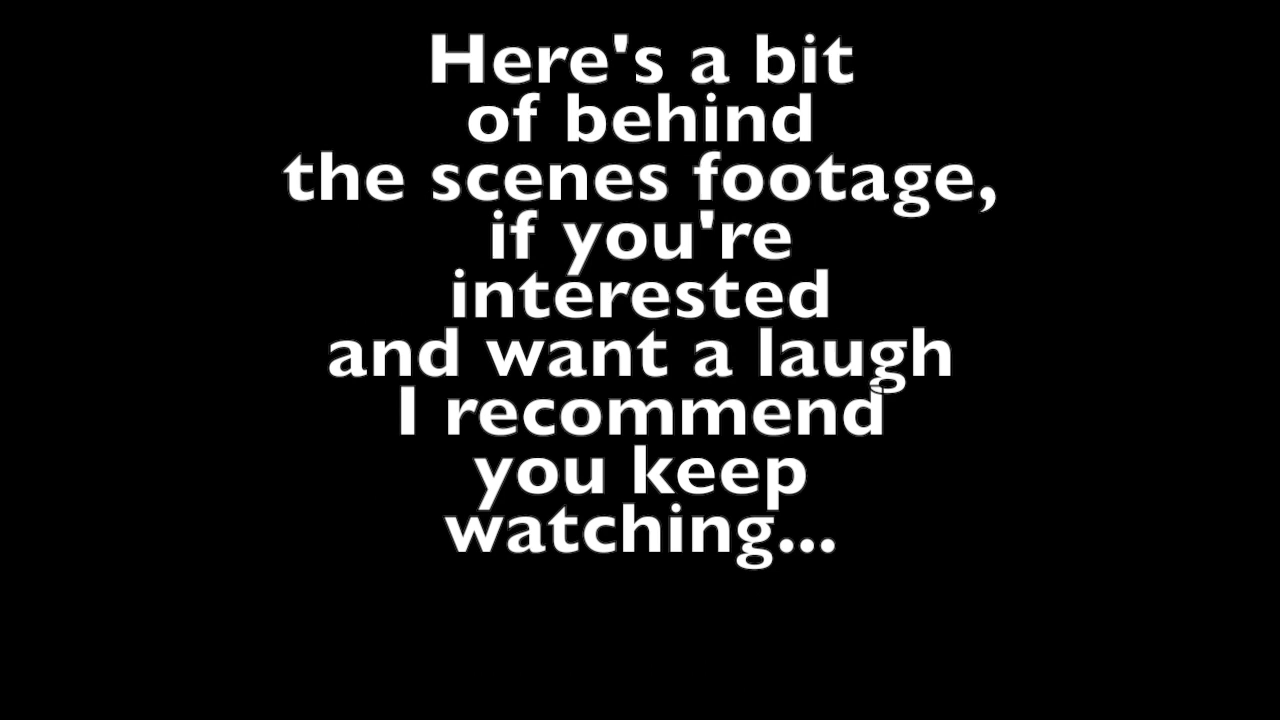 Here's a bit
of behind
the scenes footage,
if you're
interested
and want a laugh
I recommend
you keep
watching...